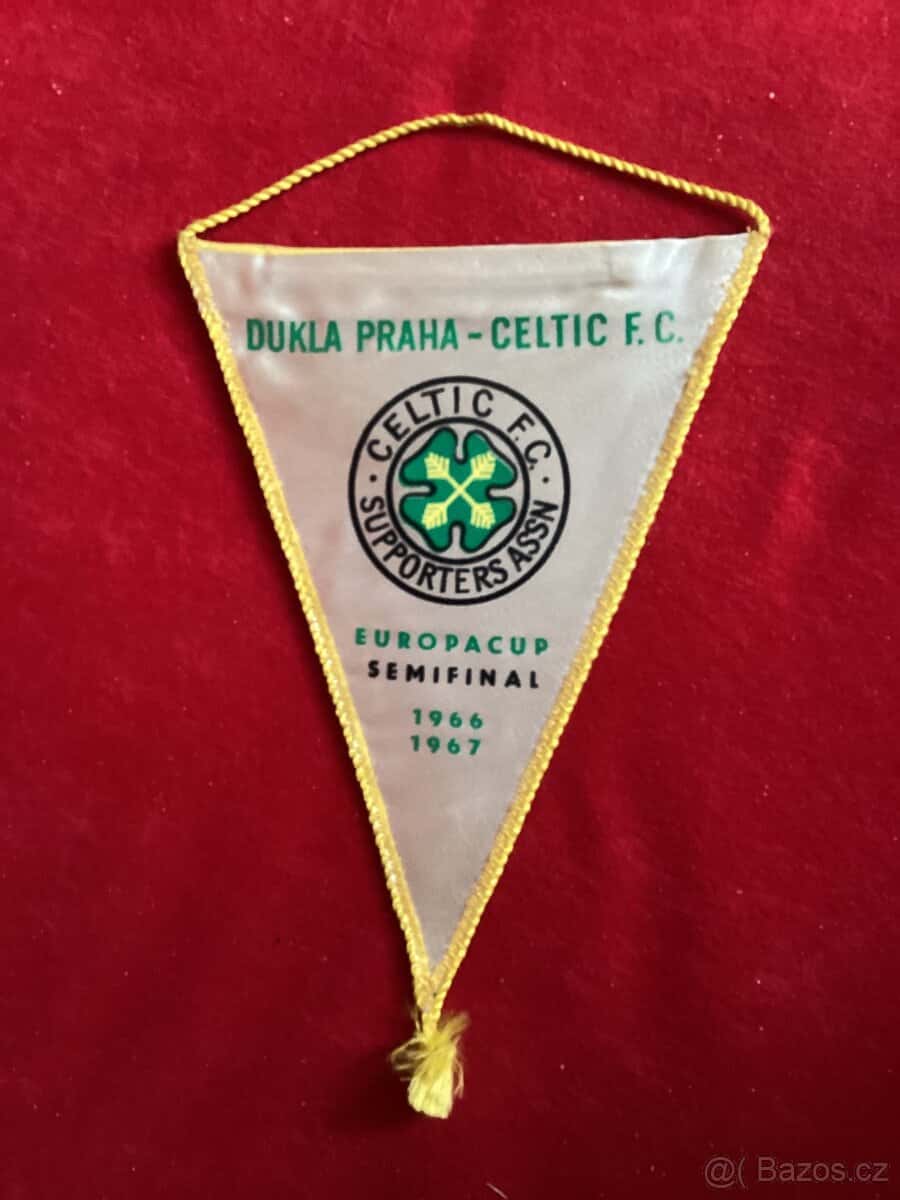 DUKLA PRAHA - CELTIC F. C.
CELTIC F.C.
SUPPORTERS ASSN
EUROPACUP
SEMIFINAL
1966
1967
@( Bazos.cz